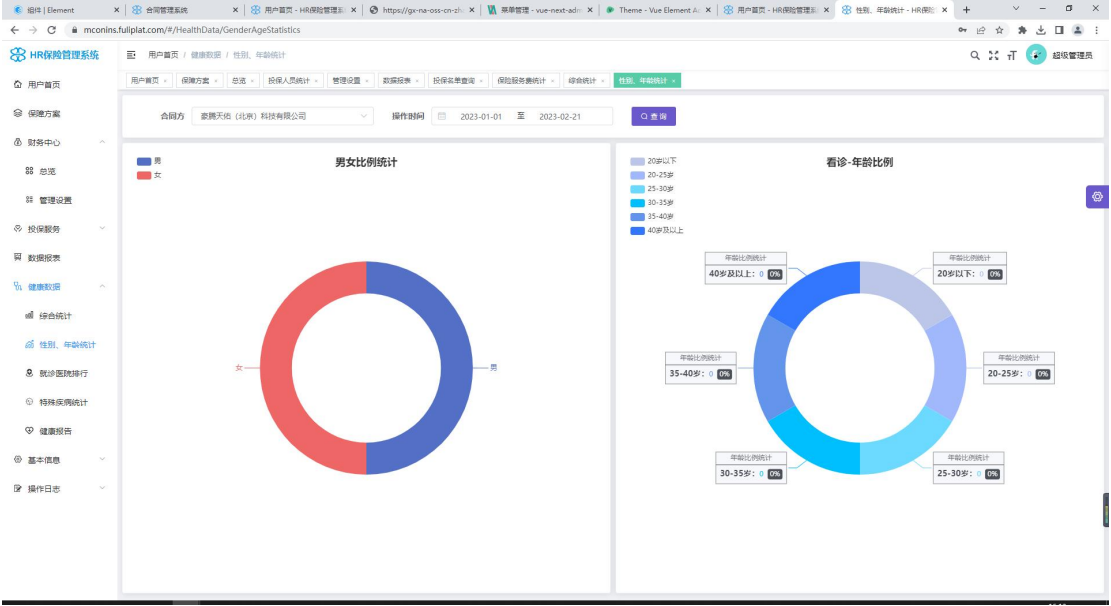 组件 | Element
合同管理系统
用户首页 - HR保险管理系
https://gx-na-oss-cn-zh
菜单管理 - vue-next-adm
Theme - Vue Element Ad
用户首页 - HR保险管理系
性别、年龄统计 - HR保险
mconins.fuliplat.com/#/HealthData/GenderAgeStatistics
HR保险管理系统
用户首页 / 健康数据 / 性别、年龄统计
超级管理员
用户首页
保障方案
总览
投保人员统计
管理设置
数据报表
投保名单查询
保险服务费统计
综合统计
性别、年龄统计
用户首页
保障方案
财务中心
总览
管理设置
投保服务
数据报表
健康数据
综合统计
性别、年龄统计
就诊医院排行
特殊疾病统计
健康报告
基本信息
操作日志
合同方 豪腾天佑（北京）科技有限公司 操作时间 2023-01-01 至 2023-02-21 查询
男女比例统计
男
女
女
男
看诊-年龄比例
20岁以下
20-25岁
25-30岁
30-35岁
35-40岁
40岁及以上
年龄比例统计
40岁及以上： 0 0%
年龄比例统计
20岁以下： 0 0%
年龄比例统计
35-40岁： 0 0%
年龄比例统计
20-25岁： 0 0%
年龄比例统计
30-35岁： 0 0%
年龄比例统计
25-30岁： 0 0%